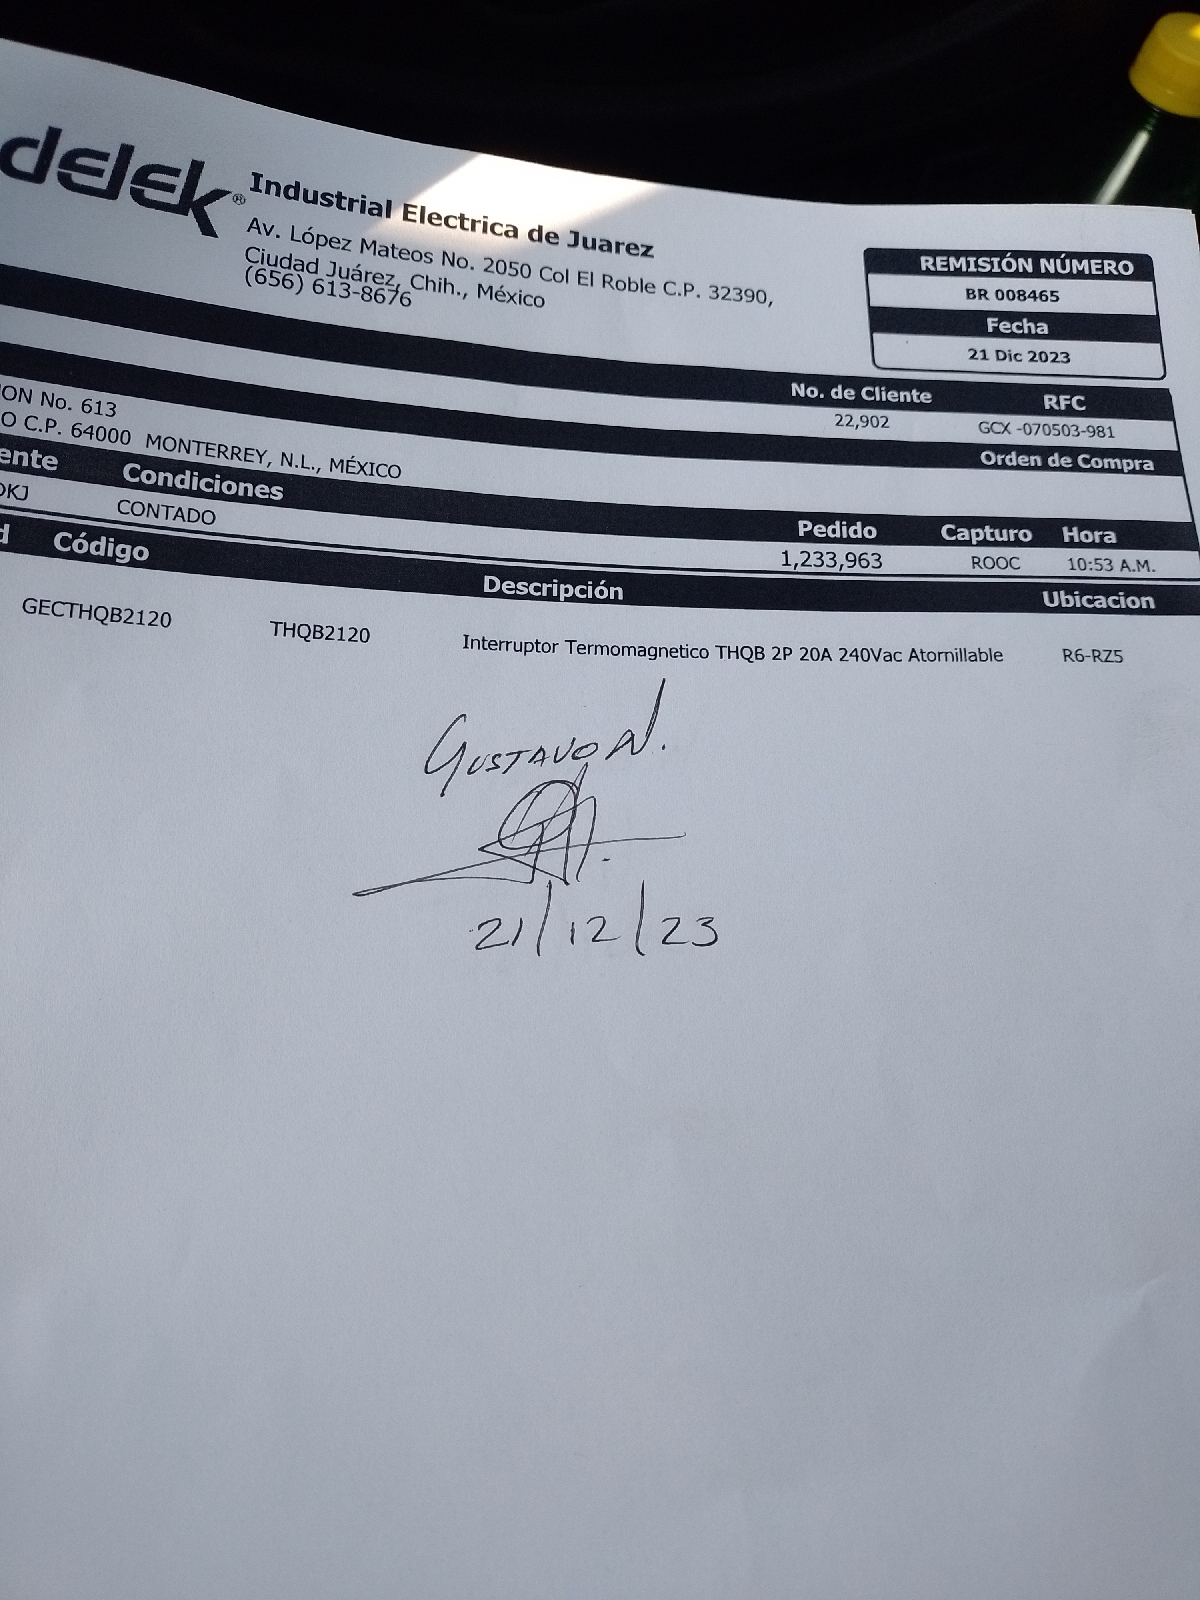 delek®
Industrial Electrica de Juarez
Av. López Mateos No. 2050 Col El Roble C.P. 32390,
Ciudad Juárez, Chih., México
(656) 613-8676
REMISIÓN NÚMERO
BR 008465
Fecha
21 Dic 2023
No. de Cliente RFC
22,902 GCX -070503-981
ON No. 613
O C.P. 64000 MONTERREY, N.L., MÉXICO
Orden de Compra
ente Condiciones Pedido Capturo Hora
OKJ CONTADO 1,233,963 ROOC 10:53 A.M.
d Código Descripción Ubicacion
GECTHQB2120 THQB2120 Interruptor Termomagnetico THQB 2P 20A 240Vac Atornillable R6-RZ5
GUSTAVO N.
21/12/23